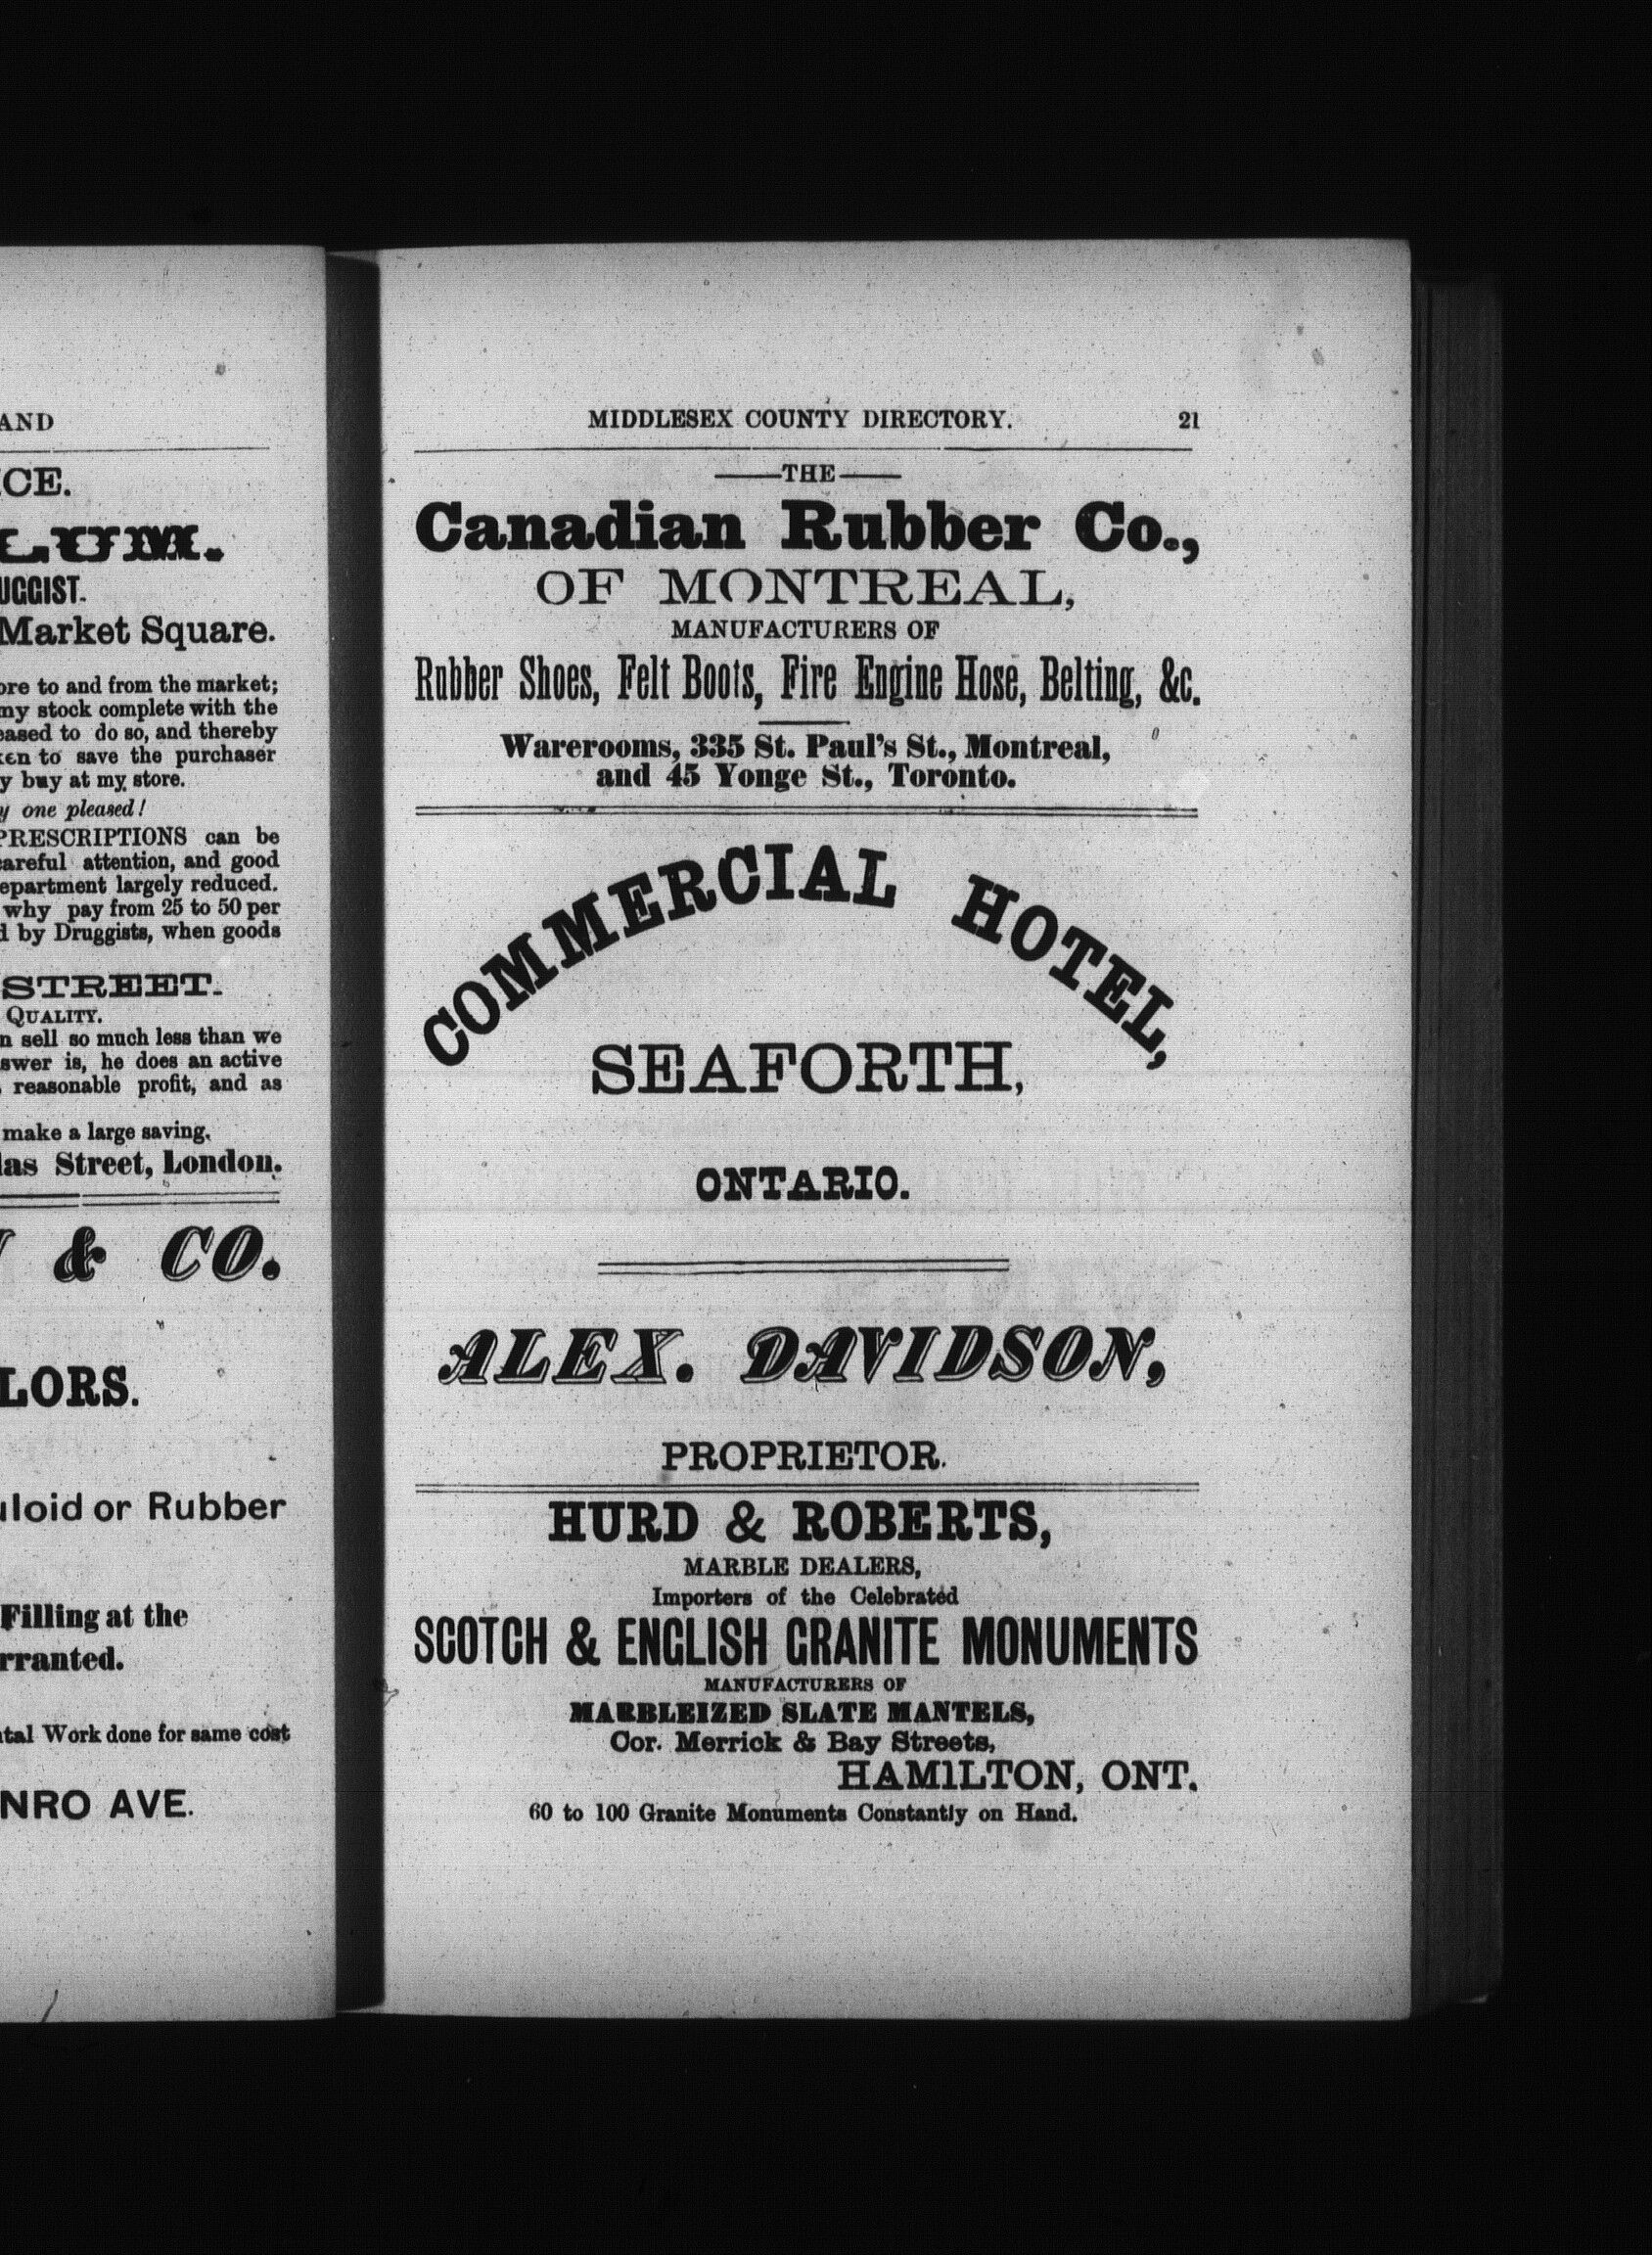 AND
CE.
LUM.
UGGIST.
Market Square.
ore to and from the market;
my stock complete with the
eased to do so, and thereby
ken to save the purchaser
y buy at my store.
y one pleased!
PRESCRIPTIONS can be
careful attention, and good
epartment largely reduced.
why pay from 25 to 50 per
d by Druggists, when goods
STREET.
QUALITY.
n sell so much less than we
swer is, he does an active
reasonable profit, and as
make a large saving.
las Street, London.
& CO.
LORS.
uloid or Rubber
Filling at the
rranted.
ntal Work done for same cost
NRO AVE.
MIDDLESEX COUNTY DIRECTORY. 21
THE
Canadian Rubber Co.,
OF MONTREAL,
MANUFACTURERS OF
Rubber Shoes, Felt Boots, Fire Engine Hose, Belting, &c.
Warerooms, 335 St. Paul's St., Montreal,
and 45 Yonge St., Toronto.
COMMERCIAL HOTEL,
SEAFORTH,
ONTARIO.
ALEX. DAVIDSON,
PROPRIETOR.
HURD & ROBERTS,
MARBLE DEALERS,
Importers of the Celebrated
SCOTCH & ENGLISH GRANITE MONUMENTS
MANUFACTURERS OF
MARBLEIZED SLATE MANTELS,
Cor. Merrick & Bay Streets,
HAMILTON, ONT.
60 to 100 Granite Monuments Constantly on Hand.